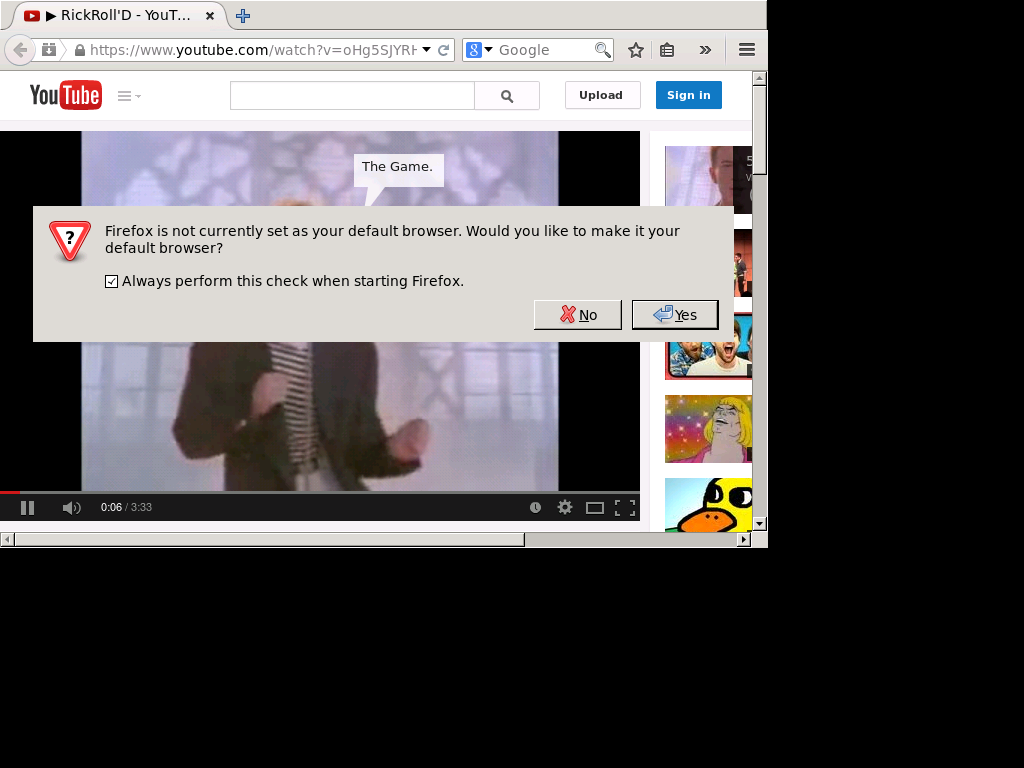 ▶ RickRoll'D - YouT...
https://www.youtube.com/watch?v=oHg5SJYRH
Google
YouTube
Upload
Sign in
The Game.
Firefox is not currently set as your default browser. Would you like to make it your
default browser?
Always perform this check when starting Firefox.
No
Yes
0:06 / 3:33